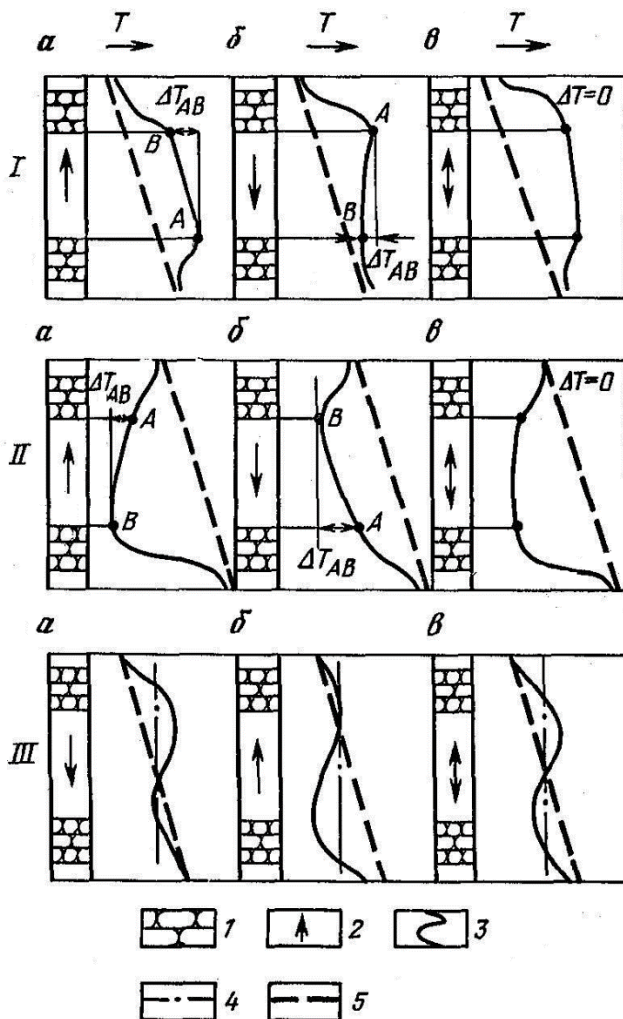 а T б T в T
I
ΔT_AB B A
A B ΔT_AB
ΔT=0
а б в
II
ΔT_AB A B
B A ΔT_AB
ΔT=0
а б в
III
1 2 3
4 5